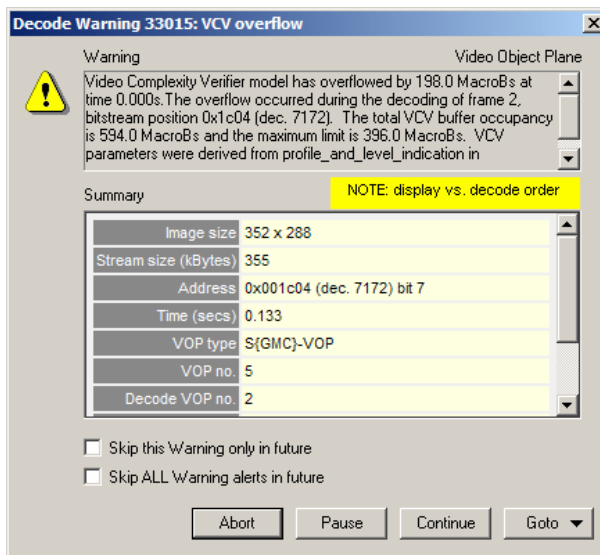 Decode Warning 33015: VCV overflow
Warning
Video Object Plane
Video Complexity Verifier model has overflowed by 198.0 MacroBs at
time 0.000s.The overflow occurred during the decoding of frame 2,
bitstream position 0x1c04 (dec. 7172).  The total VCV buffer occupancy
is 594.0 MacroBs and the maximum limit is 396.0 MacroBs.  VCV
parameters were derived from profile_and_level_indication in
Summary
NOTE: display vs. decode order
Image size 352 x 288
Stream size (kBytes) 355
Address 0x001c04 (dec. 7172) bit 7
Time (secs) 0.133
VOP type S{GMC}-VOP
VOP no. 5
Decode VOP no. 2
Skip this Warning only in future
Skip ALL Warning alerts in future
Abort
Pause
Continue
Goto